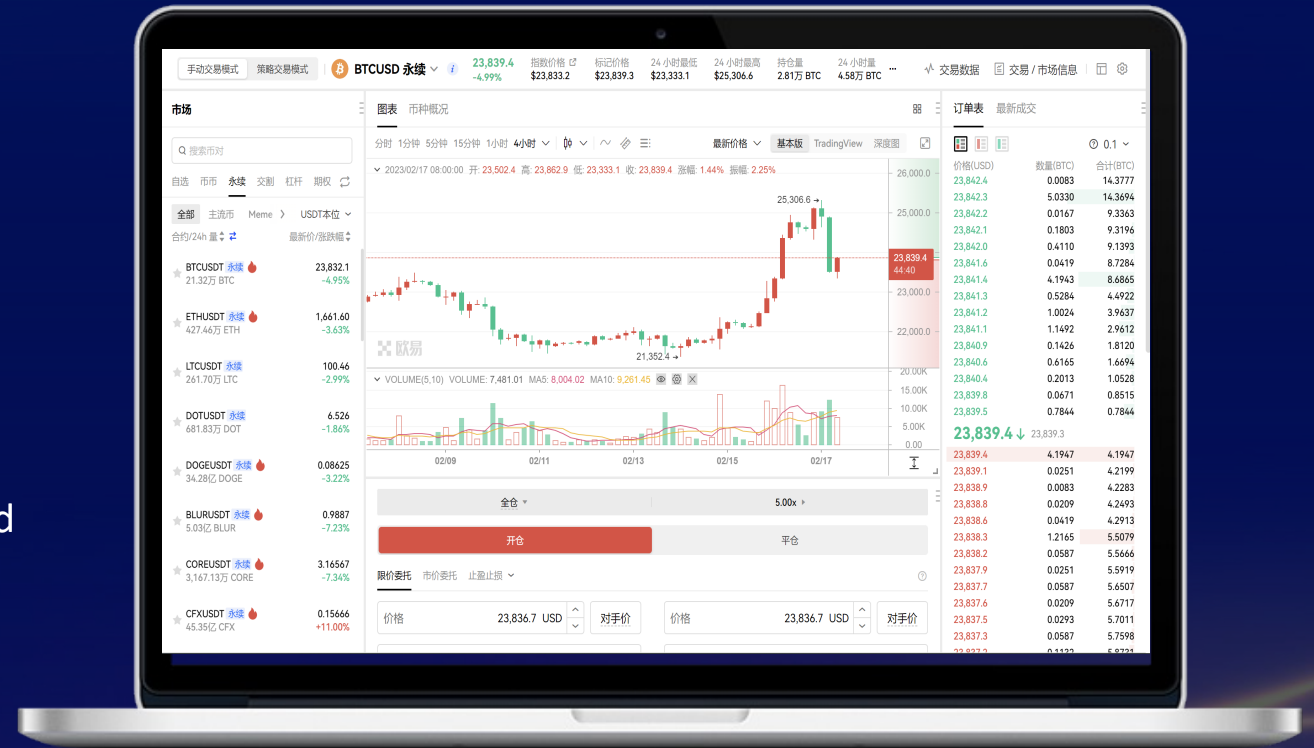 手动交易模式 策略交易模式 BTCUSD 永续 23,839.4 -4.99% 指数价格 $23,833.2 标记价格 $23,839.3 24 小时最低 $23,333.1 24 小时最高 $25,306.6 持仓量 2.81万 BTC 24 小时量 4.58万 BTC 交易数据 交易 / 市场信息
市场
搜索币对
自选 币币 永续 交割 杠杆 期权
全部 主流币 Meme USDT本位
合约/24h 量 最新价/涨跌幅
BTCUSDT 永续 23,832.1
21.32万 BTC -4.95%
ETHUSDT 永续 1,661.60
427.46万 ETH -3.63%
LTCUSDT 永续 100.46
261.70万 LTC -2.99%
DOTUSDT 永续 6.526
681.83万 DOT -1.86%
DOGEUSDT 永续 0.08625
34.28亿 DOGE -3.22%
BLURUSDT 永续 0.9887
5.03亿 BLUR -7.23%
COREUSDT 永续 3.16567
3,167.13万 CORE -7.34%
CFXUSDT 永续 0.15666
45.35亿 CFX +11.00%
图表 币种概况
分时 1分钟 5分钟 15分钟 1小时 4小时 最新价格 基本版 TradingView 深度图
2023/02/17 08:00:00 开: 23,502.4 高: 23,862.9 低: 23,333.1 收: 23,839.4 涨幅: 1.44% 振幅: 2.25%
26,000.0
25,306.6
25,000.0
23,839.4
44:40
23,000.0
22,000.0
21,352.4
欧易
VOLUME(5,10) VOLUME: 7,481.01 MA5: 8,004.02 MA10: 9,261.45
20.00K
15.00K
10.00K
5.00K
0.00
02/09 02/11 02/13 02/15 02/17
全仓 5.00x
开仓 平仓
限价委托 市价委托 止盈止损
价格 23,836.7 USD 对手价 价格 23,836.7 USD 对手价
订单表 最新成交
0.1
价格(USD) 数量(BTC) 合计(BTC)
23,842.4 0.0083 14.3777
23,842.3 5.0330 14.3694
23,842.2 0.0167 9.3363
23,842.1 0.1803 9.3196
23,842.0 0.4110 9.1393
23,841.6 0.0419 8.7284
23,841.4 4.1943 8.6865
23,841.3 0.5284 4.4922
23,841.2 1.0024 3.9637
23,841.1 1.1492 2.9612
23,840.9 0.1426 1.8120
23,840.6 0.6165 1.6694
23,840.4 0.2013 1.0528
23,839.8 0.0671 0.8515
23,839.5 0.7844 0.7844
23,839.4 23,839.3
23,839.4 4.1947 4.1947
23,839.1 0.0251 4.2199
23,838.9 0.0083 4.2283
23,838.8 0.0209 4.2493
23,838.6 0.0419 4.2913
23,838.3 1.2165 5.5079
23,838.2 0.0587 5.5666
23,837.9 0.0251 5.5919
23,837.7 0.0587 5.6507
23,837.6 0.0209 5.6717
23,837.5 0.0293 5.7011
23,837.3 0.0587 5.7598